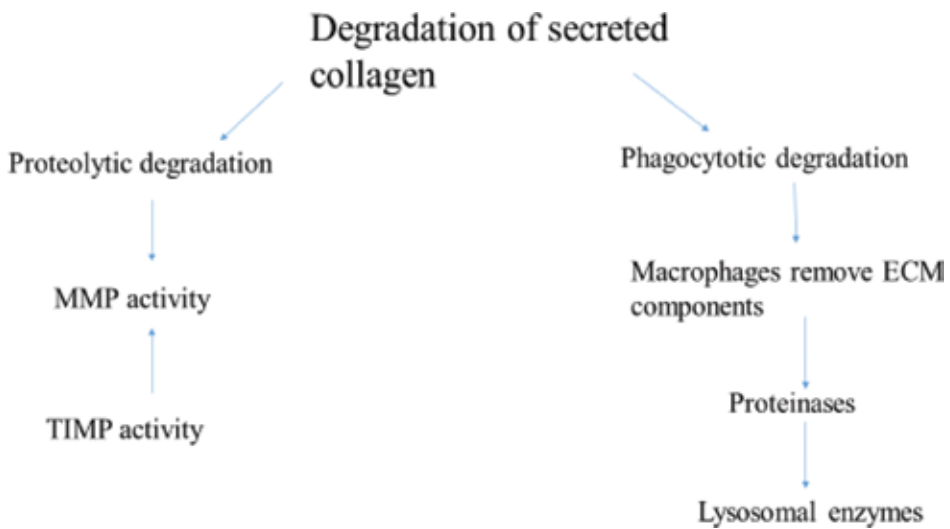 Degradation of secreted
collagen
Proteolytic degradation
Phagocytotic degradation
MMP activity
Macrophages remove ECM
components
TIMP activity
Proteinases
Lysosomal enzymes